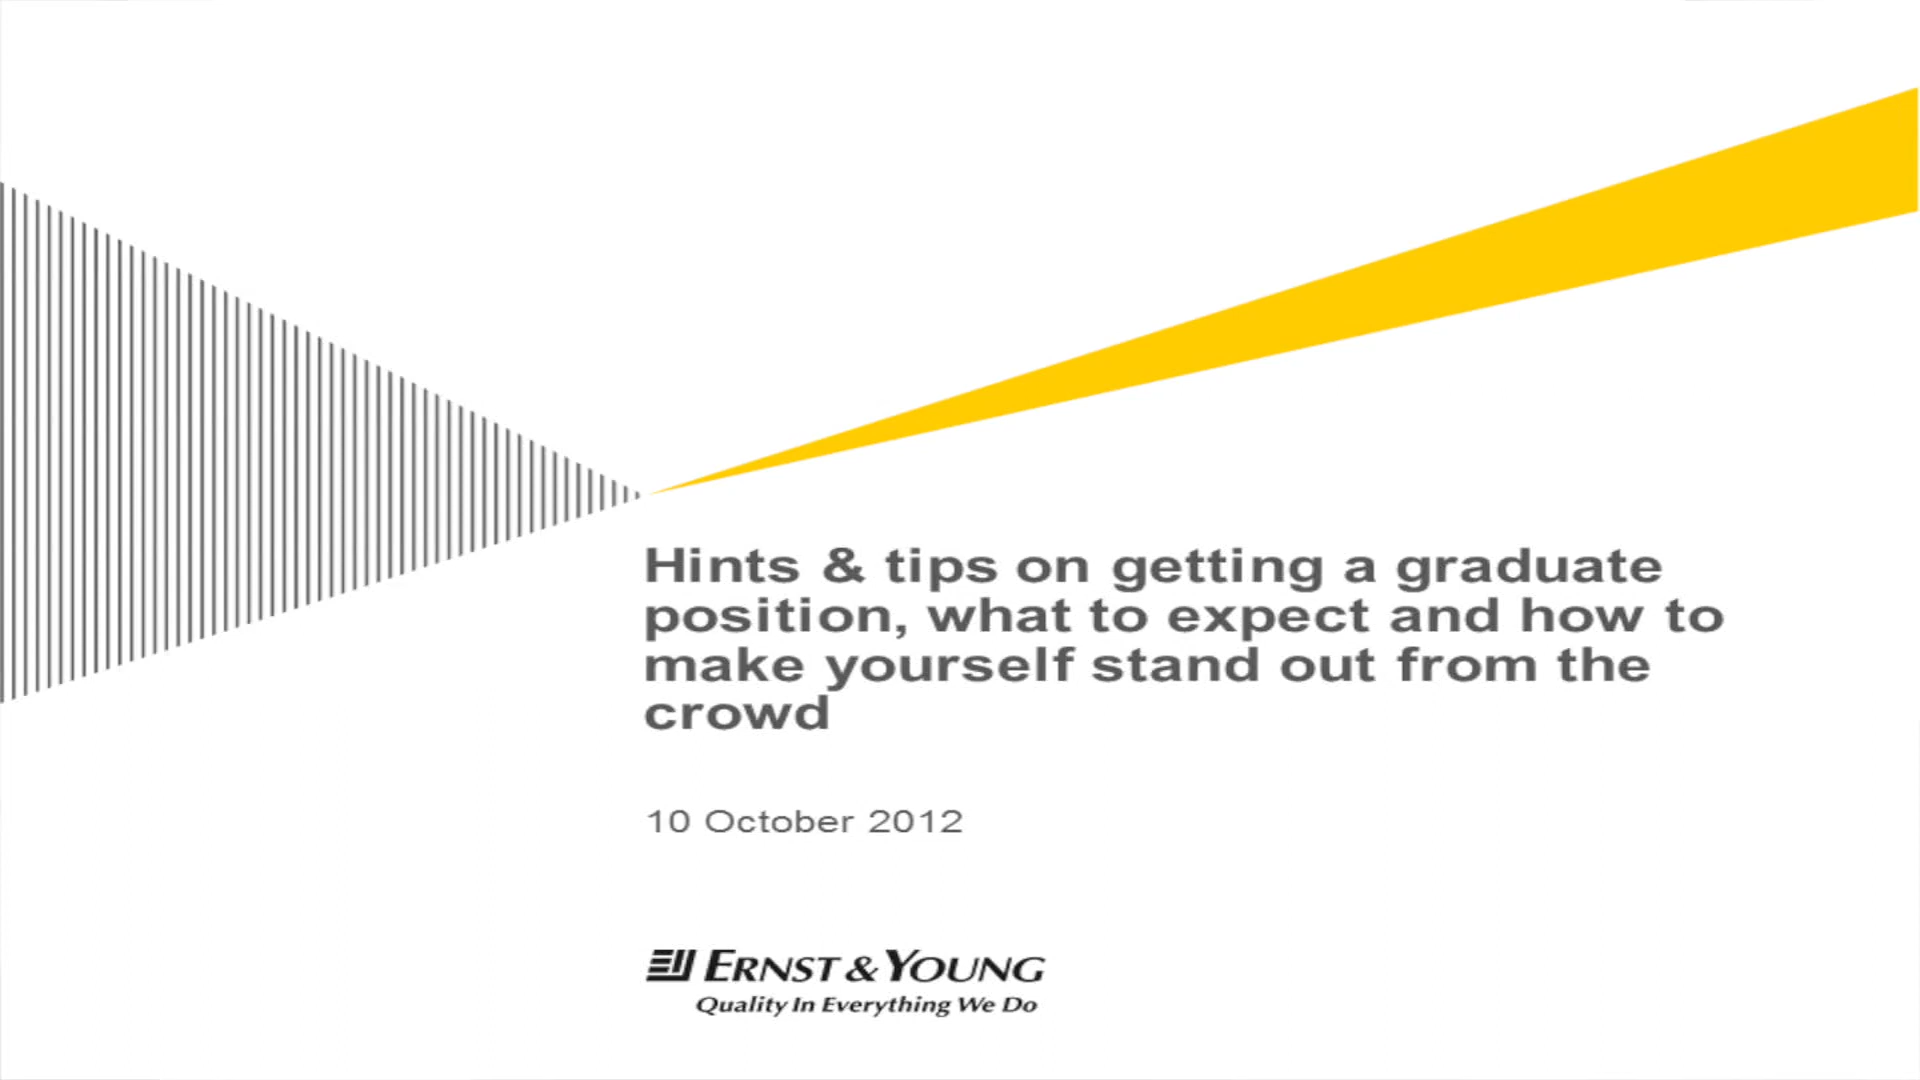 Hints & tips on getting a graduate
position, what to expect and how to
make yourself stand out from the
crowd
10 October 2012
ERNST & YOUNG
Quality In Everything We Do